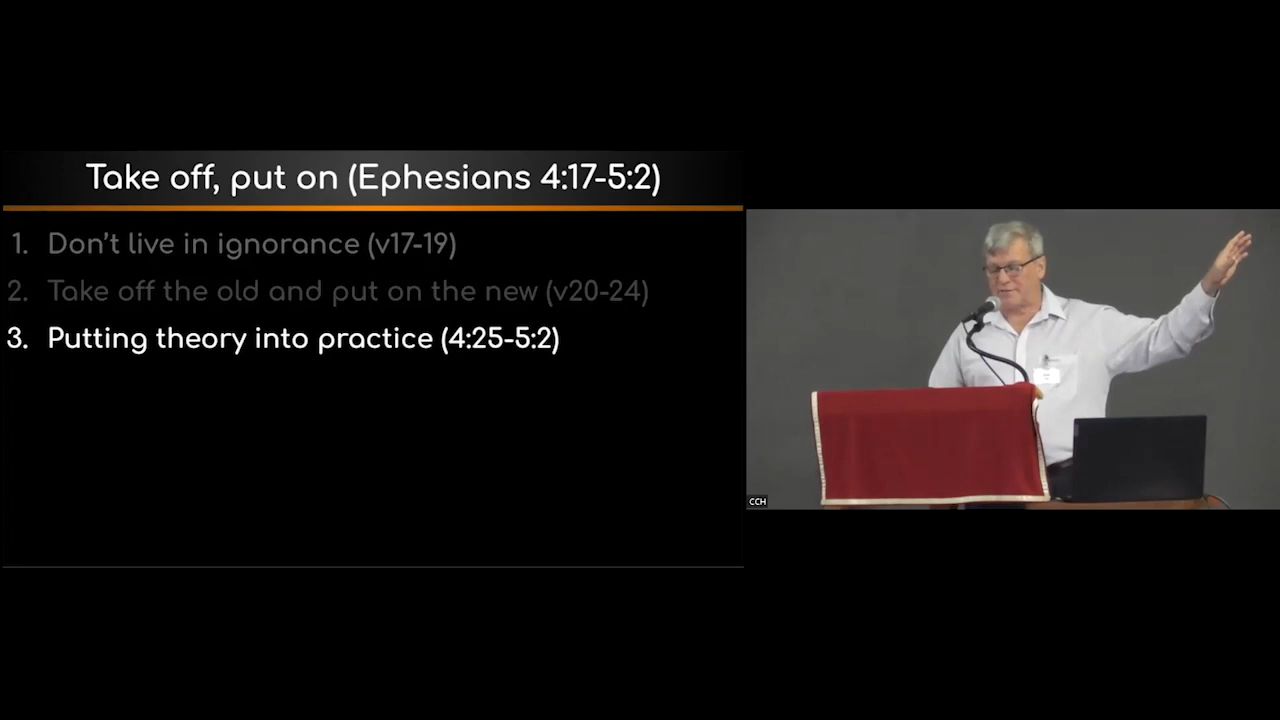 Take off, put on (Ephesians 4:17-5:2)
1. Don't live in ignorance (v17-19)
2. Take off the old and put on the new (v20-24)
3. Putting theory into practice (4:25-5:2)
CCH